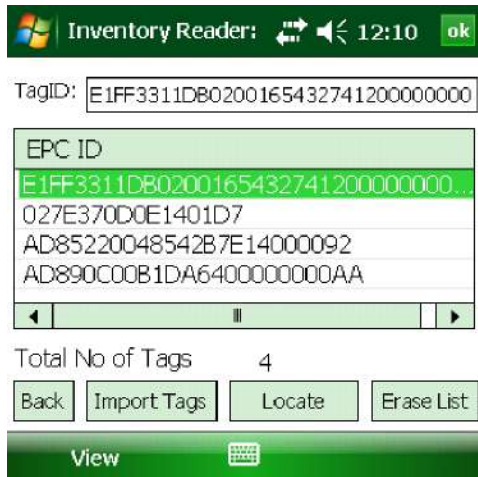 Inventory Reader: 12:10 ok
TagID: E1FF3311DB0200165432741200000000
EPC ID
E1FF3311DB0200165432741200000000...
027E370D0E1401D7
AD85220048542B7E14000092
AD890C00B1DA6400000000AA
Total No of Tags 4
Back Import Tags Locate Erase List
View